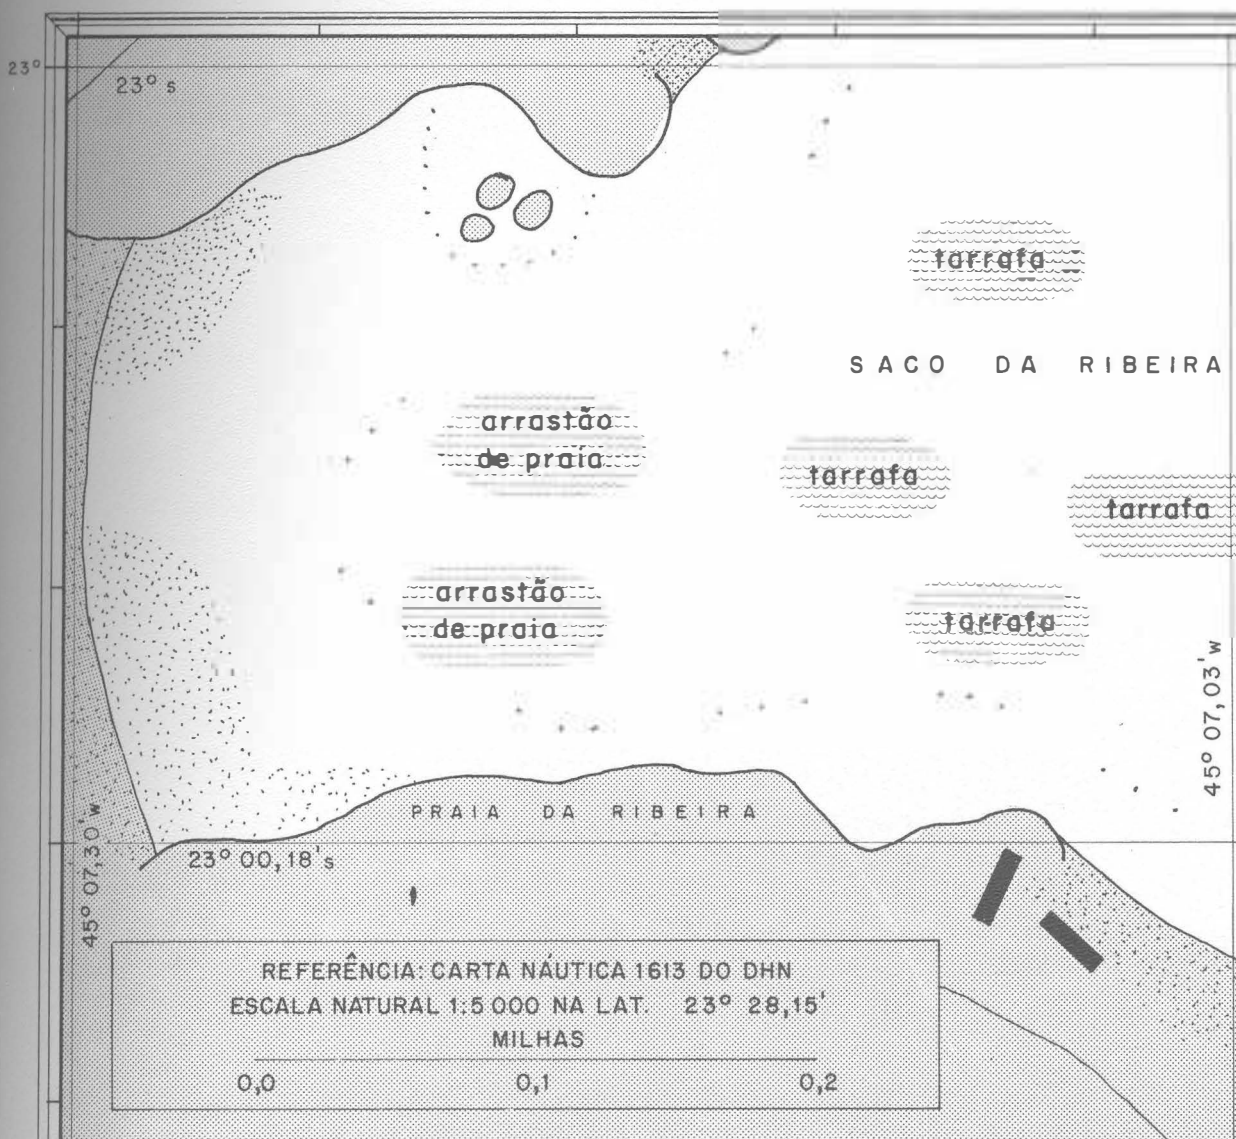 23°
23° s
tarrafa
SACO DA RIBEIRA
arrastão
de praia
tarrafa
tarrafa
arrastão
de praia
tarrafa
45° 07,03' w
PRAIA DA RIBEIRA
23° 00,18's
45° 07,30' w
REFERÊNCIA: CARTA NÁUTICA 1613 DO DHN
ESCALA NATURAL 1:5 000 NA LAT. 23° 28,15'
MILHAS
0,0 0,1 0,2